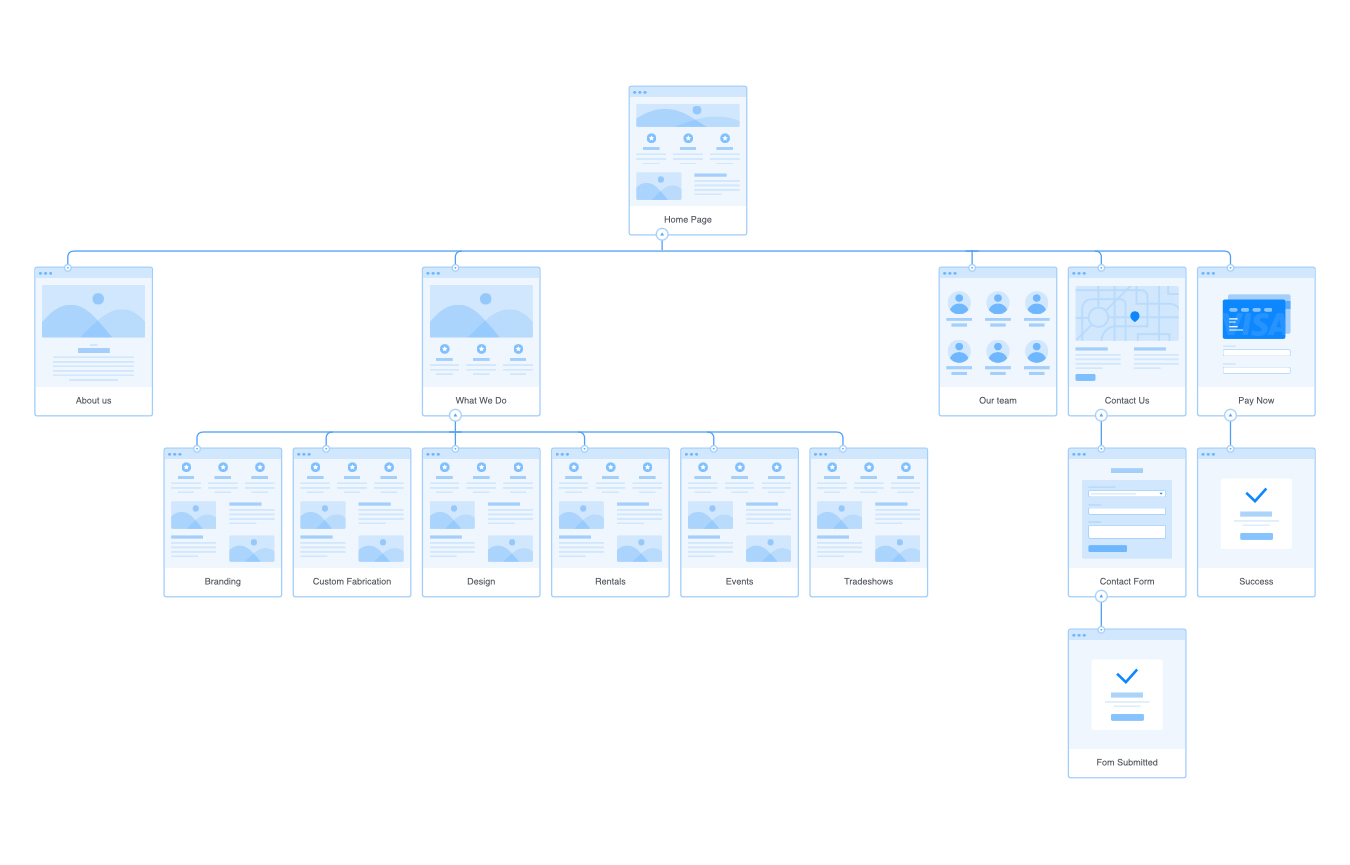 Home Page
About us
What We Do
Our team
Contact Us
VISA
Pay Now
Branding
Custom Fabrication
Design
Rentals
Events
Tradeshows
Contact Form
Success
Fom Submitted